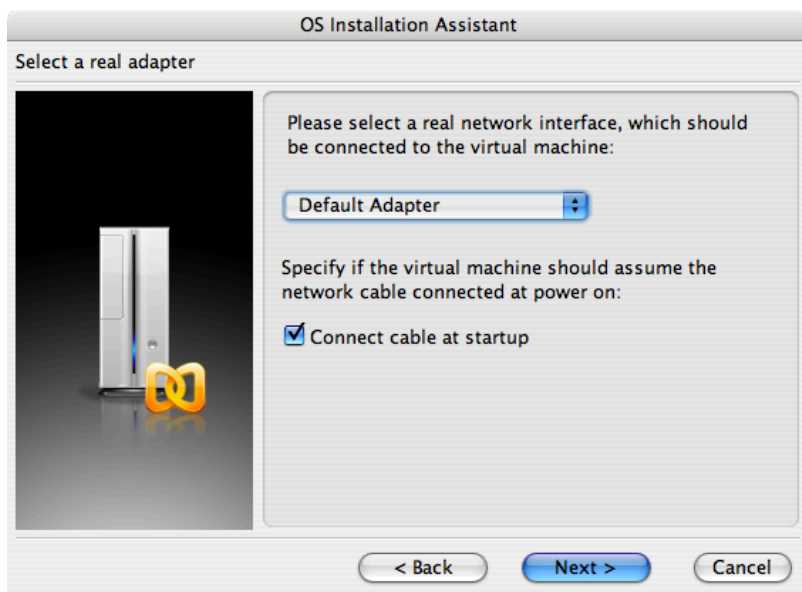 OS Installation Assistant
Select a real adapter
Please select a real network interface, which should
be connected to the virtual machine:
Default Adapter
Specify if the virtual machine should assume the
network cable connected at power on:
Connect cable at startup
< Back
Next >
Cancel